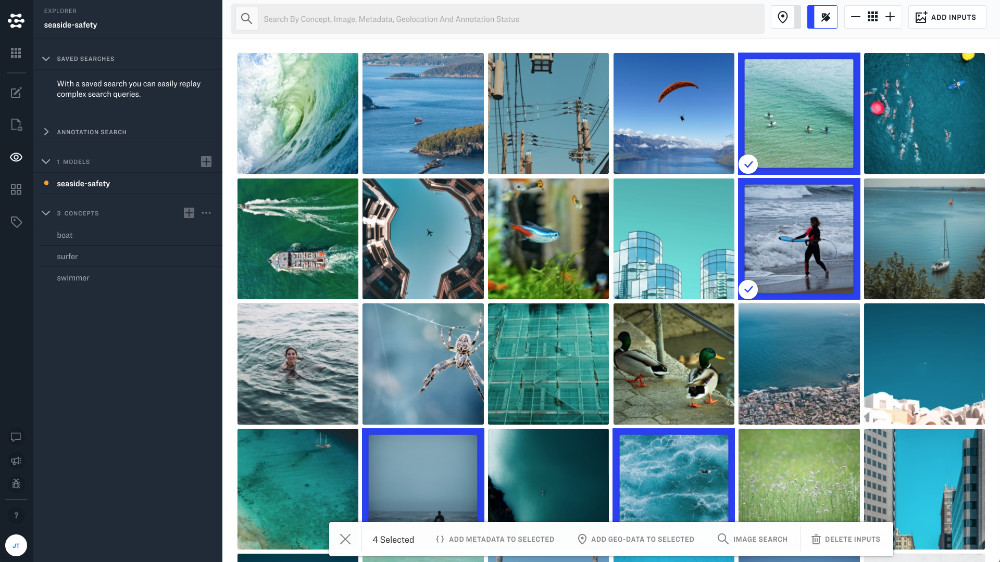 EXPLORER
seaside-safety
SAVED SEARCHES
With a saved search you can easily replay
complex search queries.
ANNOTATION SEARCH
1 MODELS
seaside-safety
3 CONCEPTS
boat
surfer
swimmer
?
JT
Search By Concept, Image, Metadata, Geolocation And Annotation Status
ADD INPUTS
4 Selected
{} ADD METADATA TO SELECTED
ADD GEO-DATA TO SELECTED
IMAGE SEARCH
DELETE INPUTS